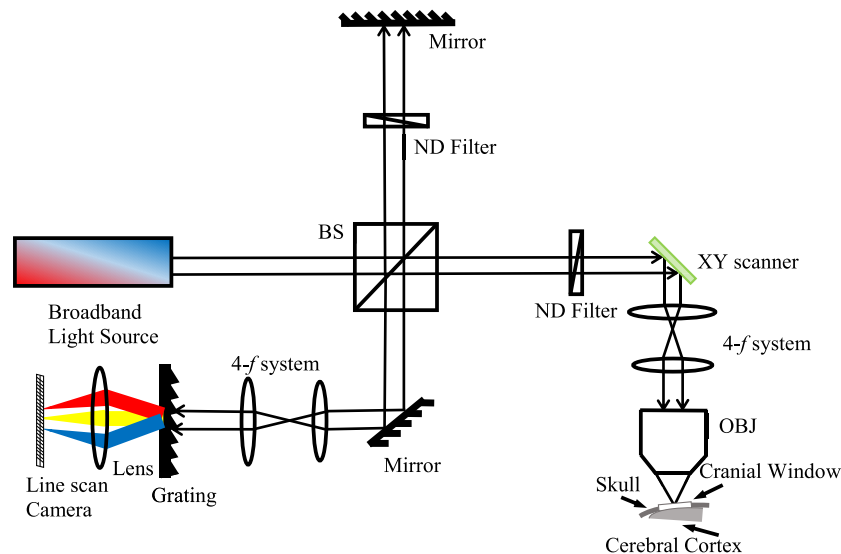 Mirror
ND Filter
BS
XY scanner
Broadband
Light Source
ND Filter
4-f system
4-f system
OBJ
Lens
Mirror
Cranial Window
Line scan
Camera
Grating
Skull
Cerebral Cortex